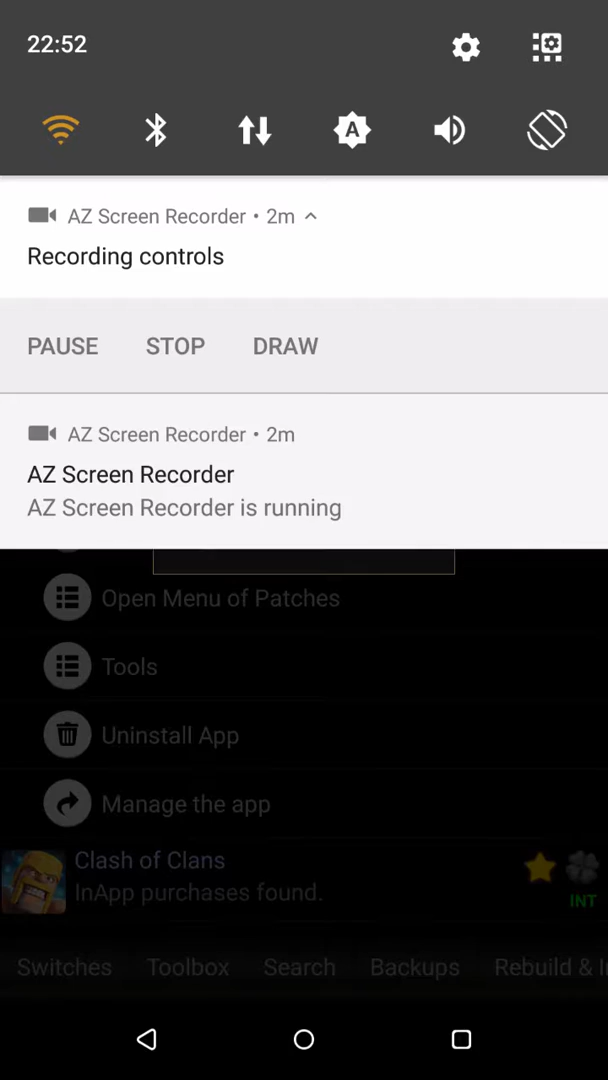 22:52
A
AZ Screen Recorder • 2m
Recording controls
PAUSE STOP DRAW
AZ Screen Recorder • 2m
AZ Screen Recorder
AZ Screen Recorder is running
Open Menu of Patches
Tools
Uninstall App
Manage the app
Clash of Clans
InApp purchases found.
INT
Switches Toolbox Search Backups Rebuild & I